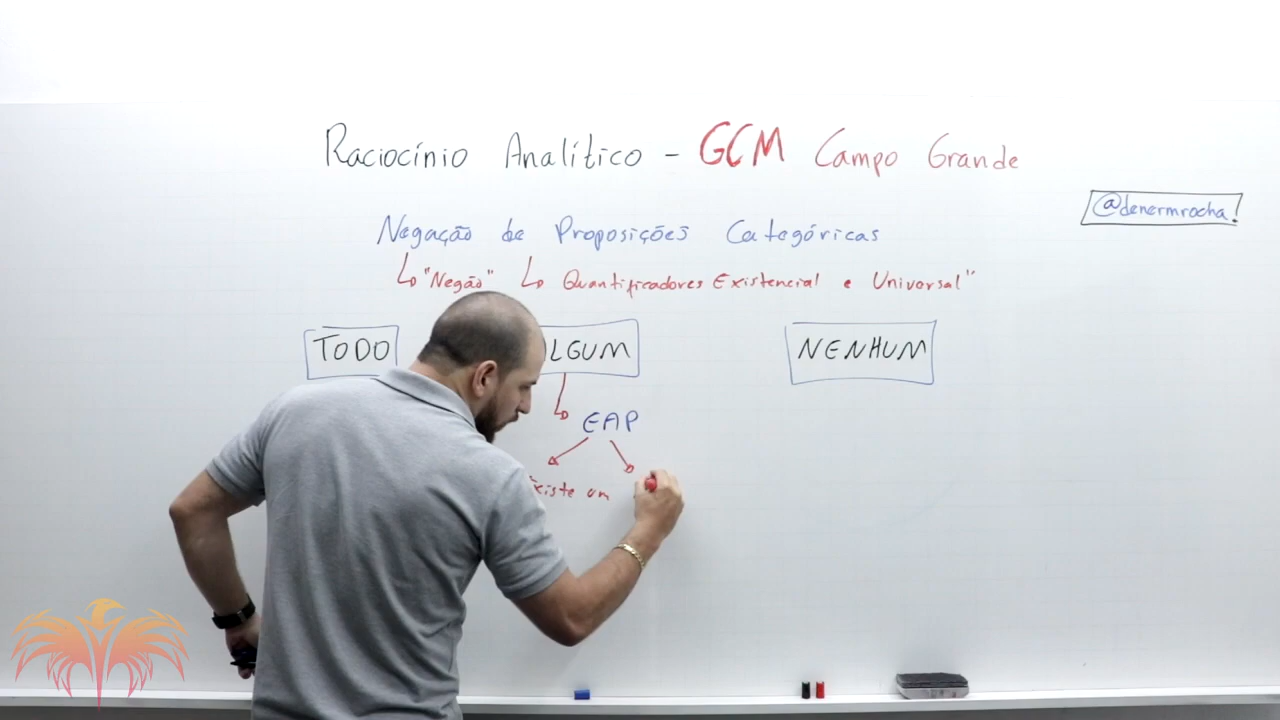 Raciocínio Analítico - GCM Campo Grande
@denermrocha!
Negação de Proposições Categóricas
"Negão" Quantificadores Existencial e Universal"
TODO LGUM NENHUM
EAP
Existe um